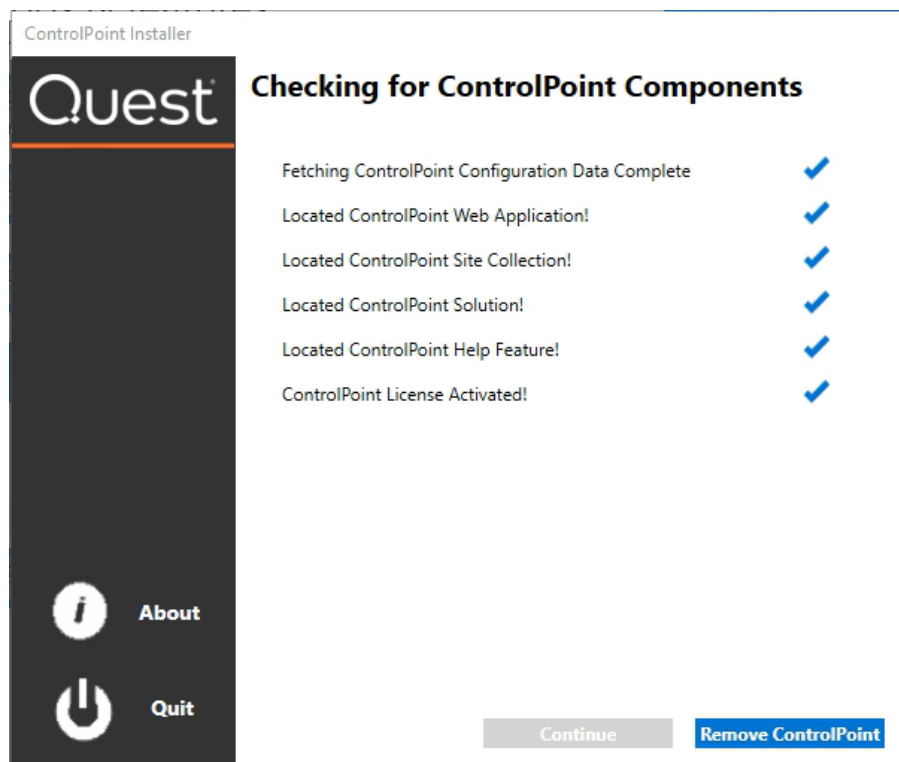 ControlPoint Installer
Quest
Checking for ControlPoint Components
Fetching ControlPoint Configuration Data Complete
Located ControlPoint Web Application!
Located ControlPoint Site Collection!
Located ControlPoint Solution!
Located ControlPoint Help Feature!
ControlPoint License Activated!
i About
Quit
Continue Remove ControlPoint